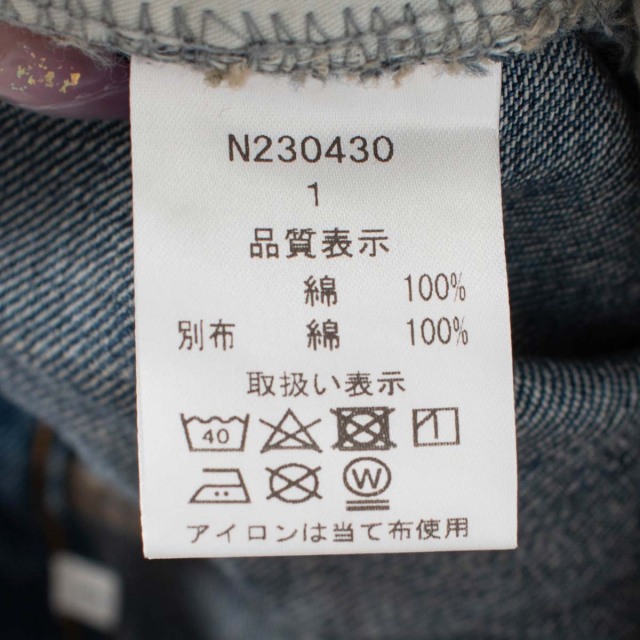 N230430
1
品質表示
綿 100%
別布 綿 100%
取扱い表示
40
W
アイロンは当て布使用